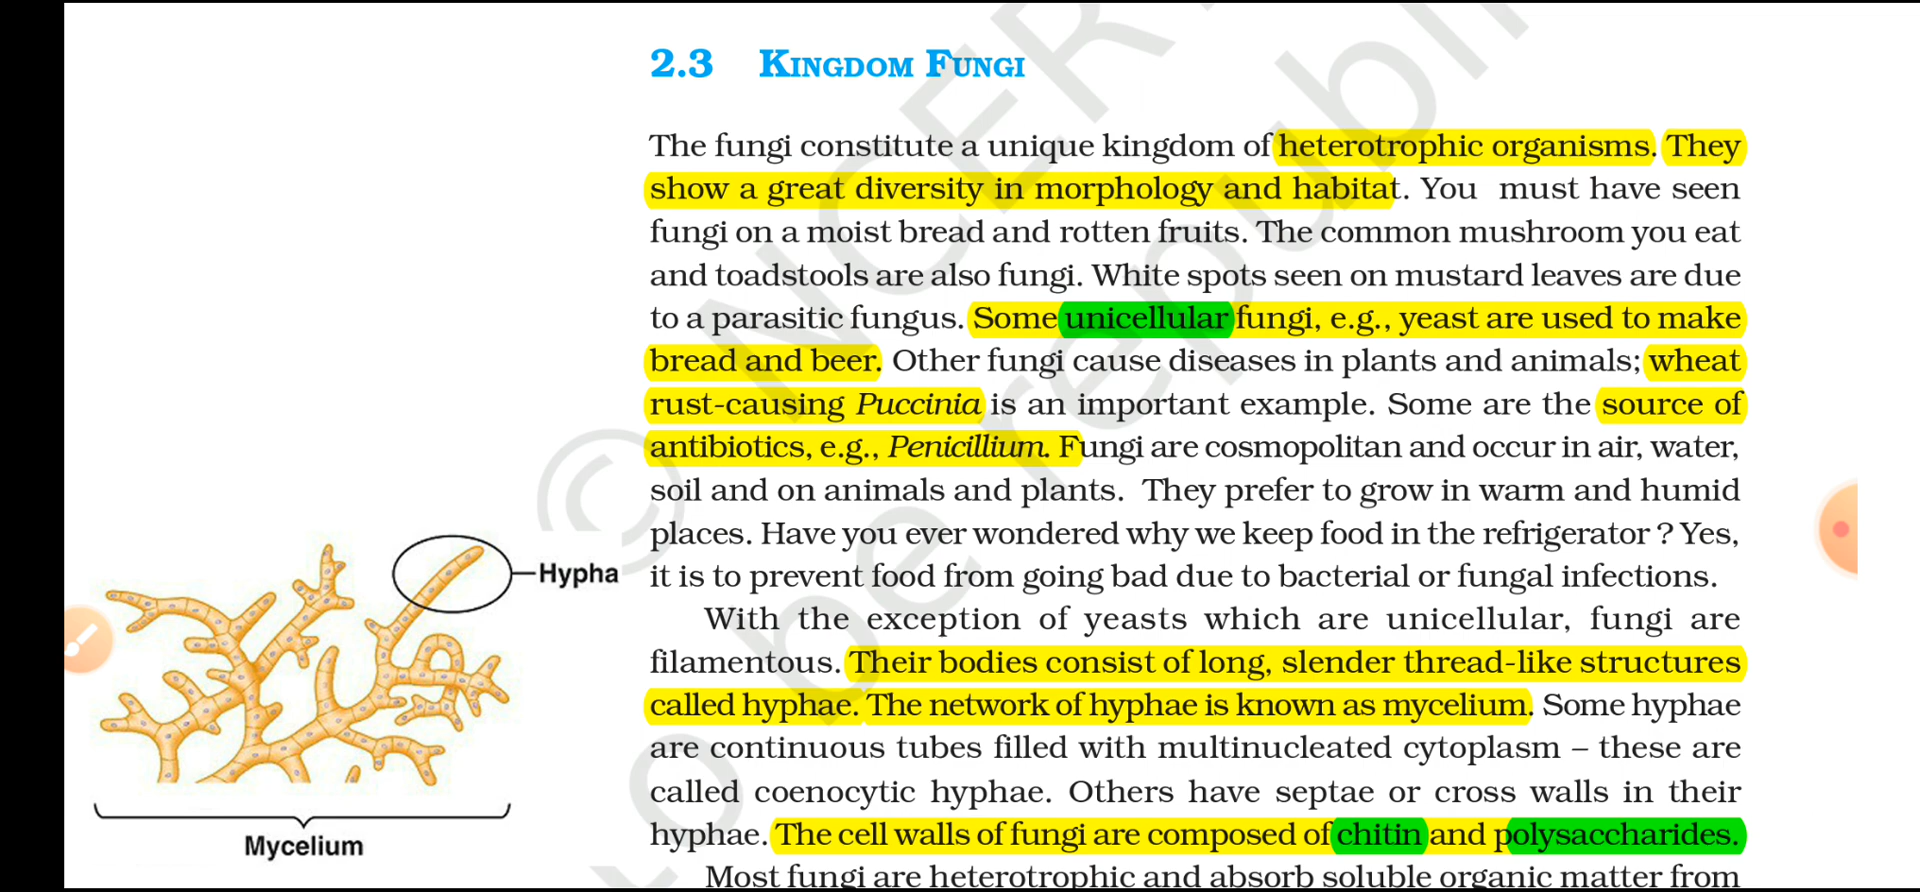 2.3 KINGDOM FUNGI
The fungi constitute a unique kingdom of heterotrophic organisms. They
show a great diversity in morphology and habitat. You must have seen
fungi on a moist bread and rotten fruits. The common mushroom you eat
and toadstools are also fungi. White spots seen on mustard leaves are due
to a parasitic fungus. Some unicellular fungi, e.g., yeast are used to make
bread and beer. Other fungi cause diseases in plants and animals; wheat
rust-causing Puccinia is an important example. Some are the source of
antibiotics, e.g., Penicillium. Fungi are cosmopolitan and occur in air, water,
soil and on animals and plants. They prefer to grow in warm and humid
places. Have you ever wondered why we keep food in the refrigerator ? Yes,
it is to prevent food from going bad due to bacterial or fungal infections.
With the exception of yeasts which are unicellular, fungi are
filamentous. Their bodies consist of long, slender thread-like structures
called hyphae. The network of hyphae is known as mycelium. Some hyphae
are continuous tubes filled with multinucleated cytoplasm – these are
called coenocytic hyphae. Others have septae or cross walls in their
hyphae. The cell walls of fungi are composed of chitin and polysaccharides.
Most fungi are heterotrophic and absorb soluble organic matter from
Hypha
Mycelium
© NCER
to be republi